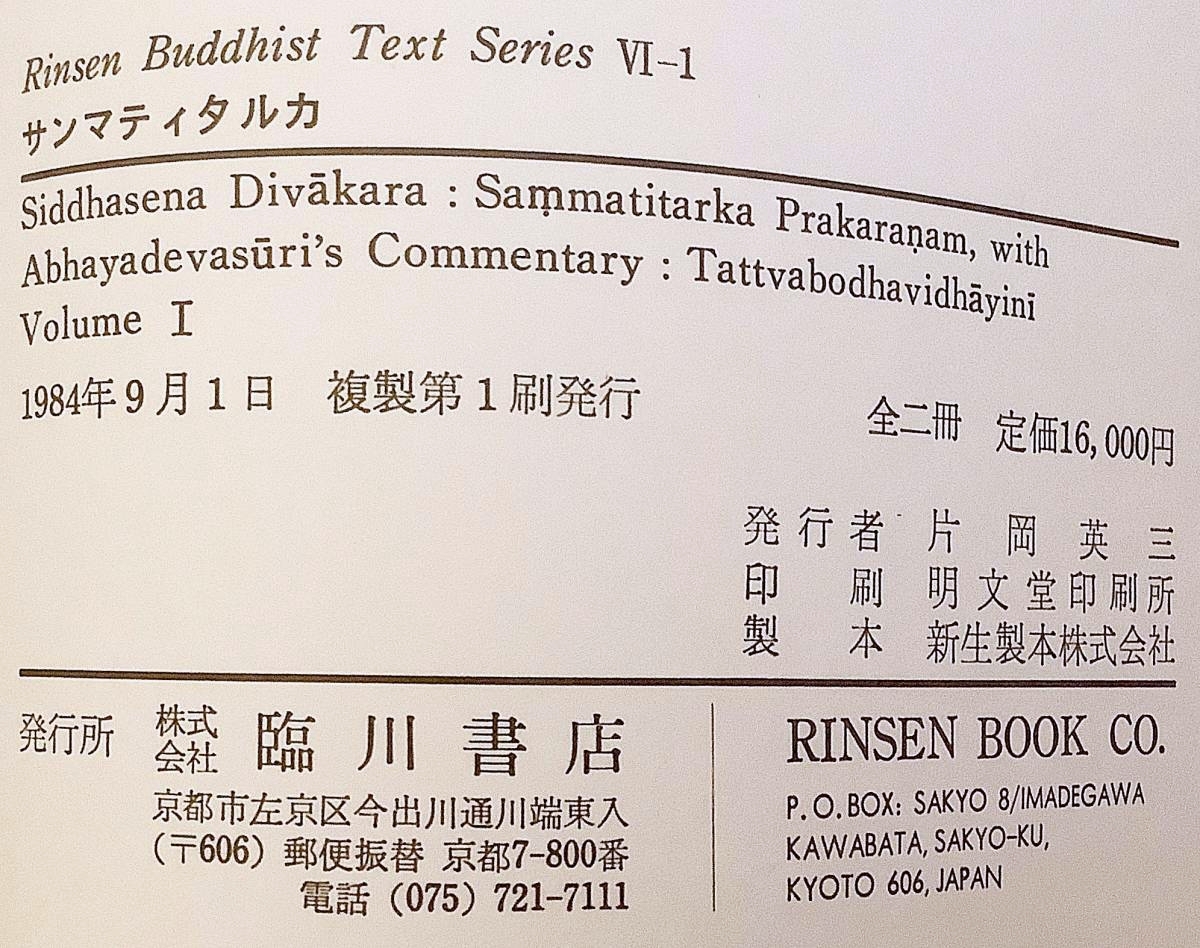 Rinsen Buddhist Text Series Ⅵ-1
サンマティタルカ
Siddhasena Divākara : Saṃmatitarka Prakaraṇam, with
Abhayadevasūri's Commentary : Tattvabodhavidhāyinī
Volume Ⅰ
1984年9月1日 複製第1刷発行
全二冊 定価16,000円
発行者 片岡英三
印刷 明文堂印刷所
製本 新生製本株式会社
発行所 株式会社 臨川書店
京都市左京区今出川通川端東入
(〒606) 郵便振替 京都7-800番
電話 (075) 721-7111
RINSEN BOOK CO.
P.O.BOX: SAKYO 8/IMADEGAWA
KAWABATA, SAKYO-KU,
KYOTO 606, JAPAN